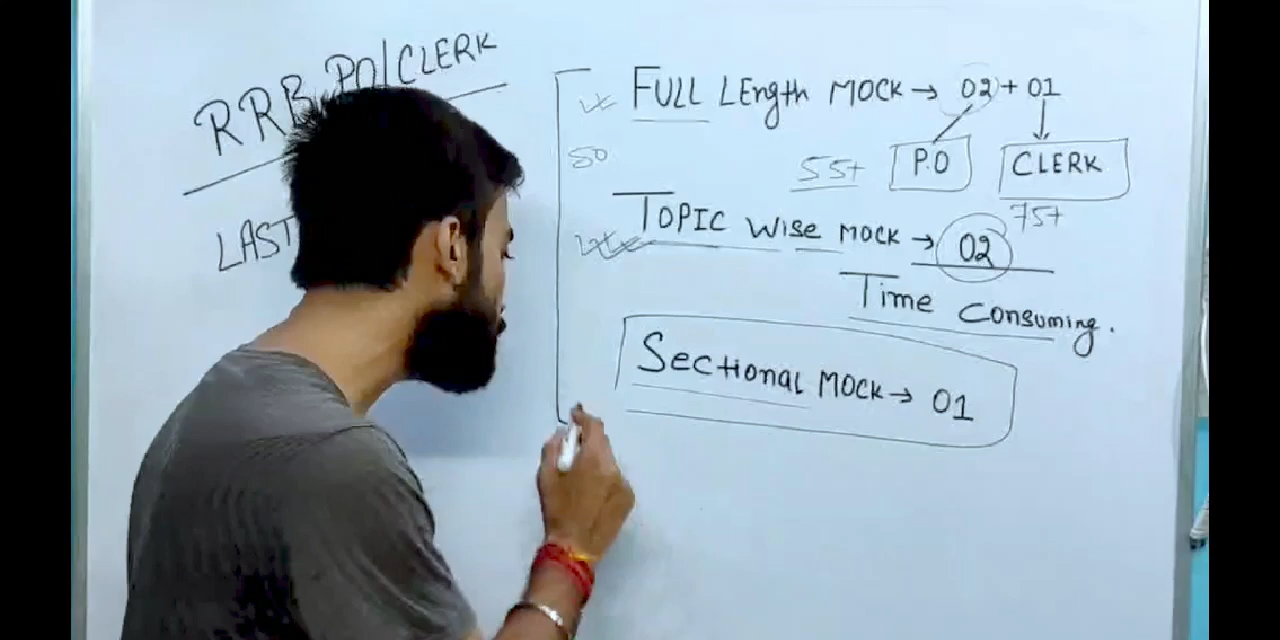 RRB PO/CLERK
LAST
FULL LEngth MOCK → 02 + 01
50
55+ P.O CLERK
75+
TOPIC WISE MOCK → 02
Time consuming.
Sectional MOCK → 01